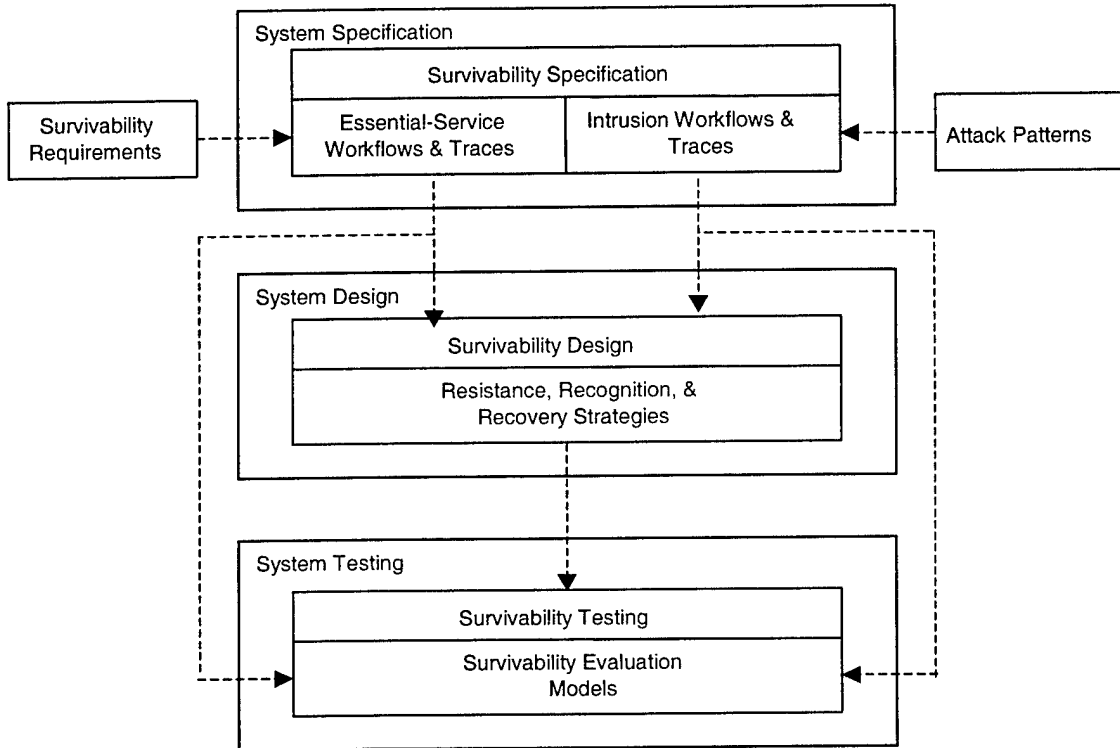 System Specification
Survivability Specification
Survivability
Requirements
Essential-Service
Workflows & Traces
Intrusion Workflows &
Traces
Attack Patterns
System Design
Survivability Design
Resistance, Recognition, &
Recovery Strategies
System Testing
Survivability Testing
Survivability Evaluation
Models